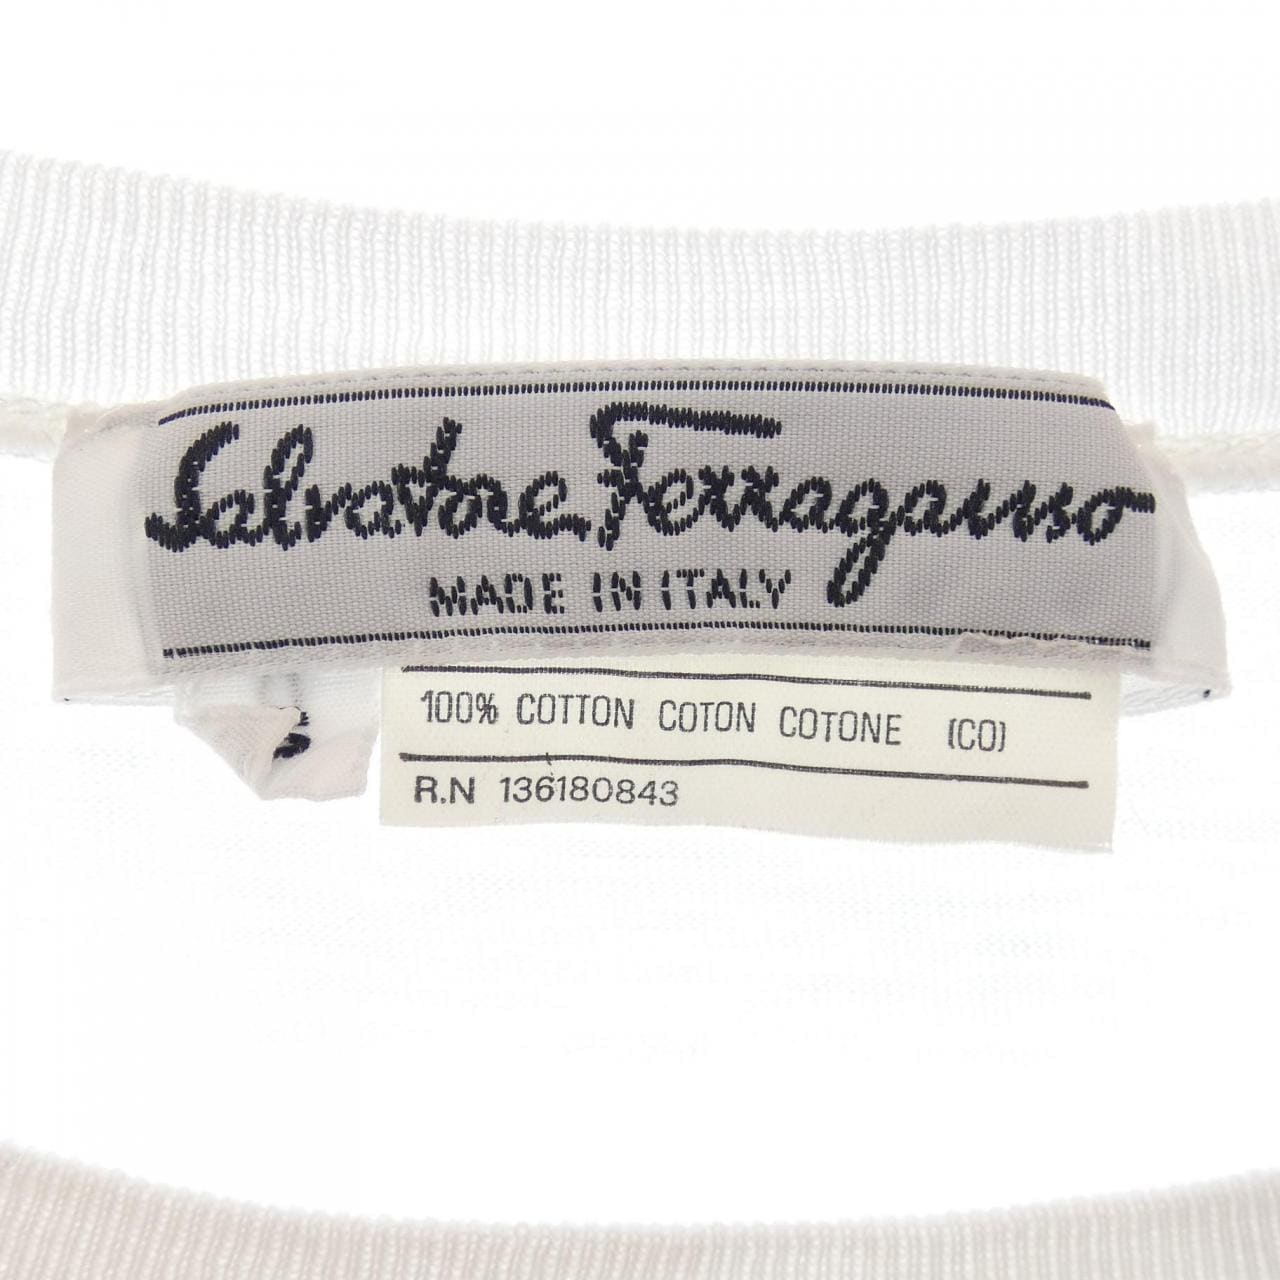 Salvatore Ferragamo
MADE IN ITALY
100% COTTON COTON COTONE (CO)
R.N 136180843